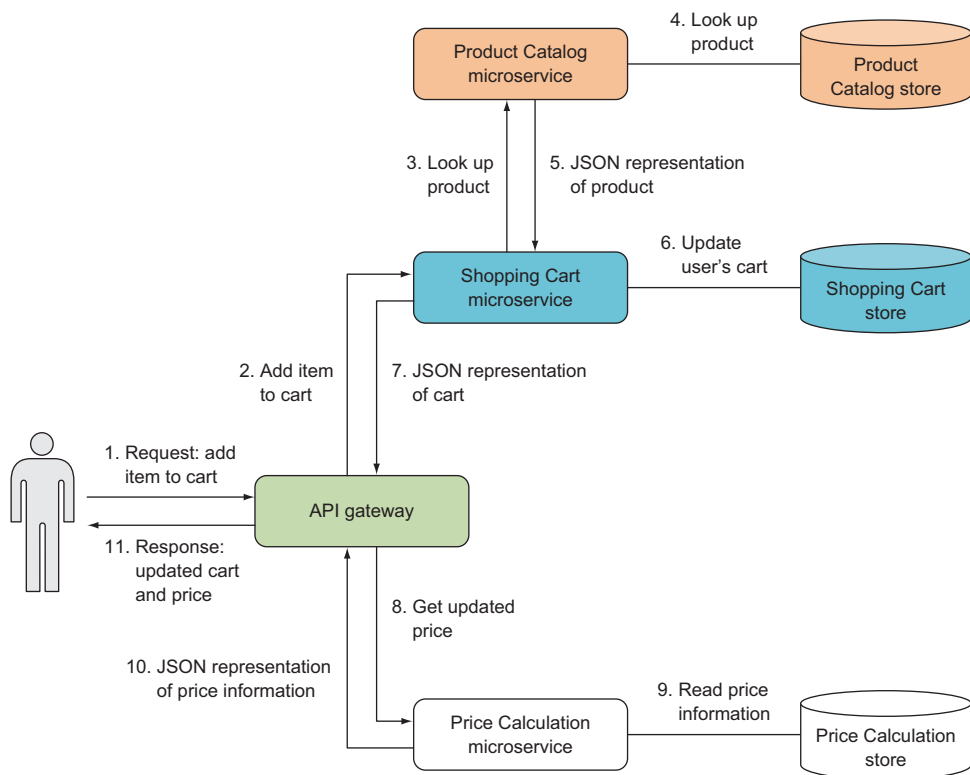 4. Look up
product
Product Catalog
microservice
Product
Catalog store
3. Look up
product
5. JSON representation
of product
6. Update
user's cart
Shopping Cart
microservice
Shopping Cart
store
2. Add item
to cart
7. JSON representation
of cart
1. Request: add
item to cart
API gateway
11. Response:
updated cart
and price
8. Get updated
price
10. JSON representation
of price information
9. Read price
information
Price Calculation
microservice
Price Calculation
store